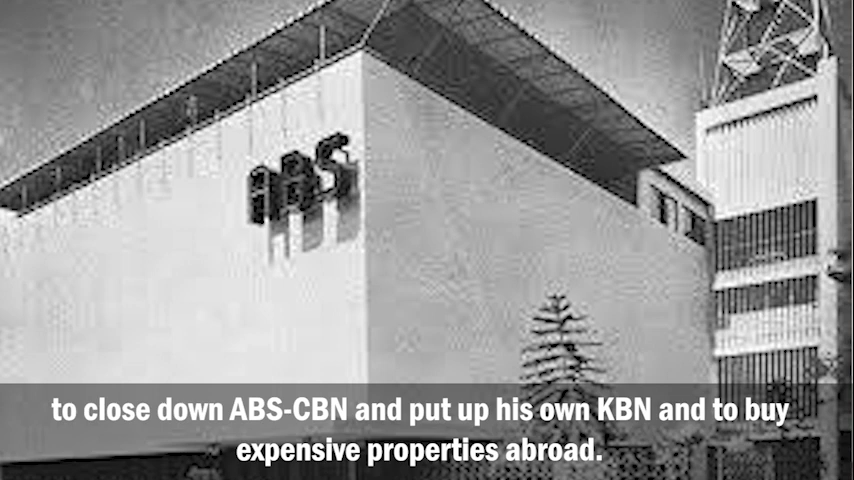 ABS
to close down ABS-CBN and put up his own KBN and to buy
expensive properties abroad.